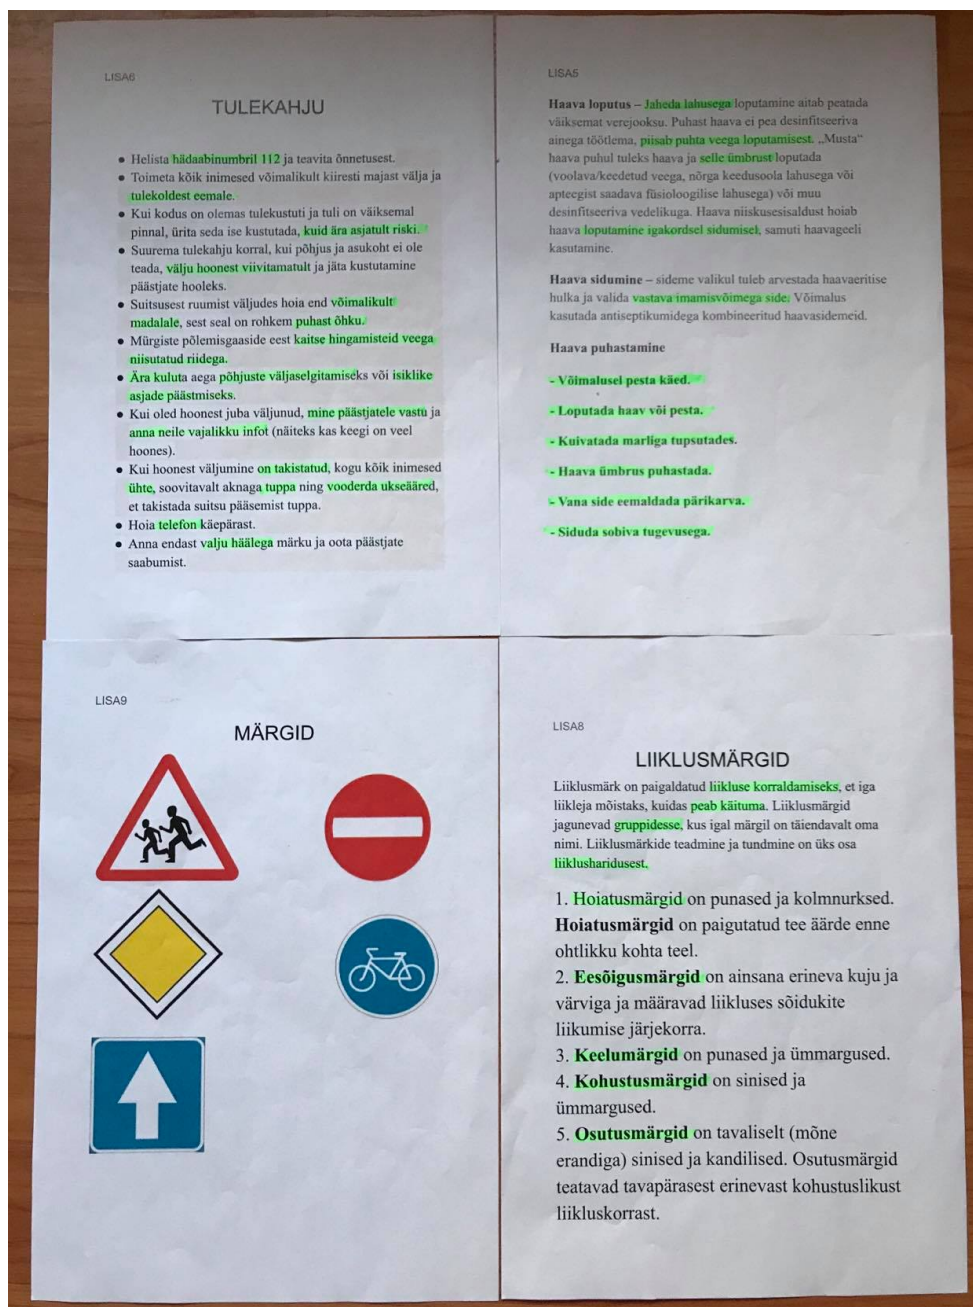 LISA6
TULEKAHJU
• Helista hädaabinumbril 112 ja teavita õnnetusest.
• Toimeta kõik inimesed võimalikult kiiresti majast välja ja
tulekoldest eemale.
• Kui kodus on olemas tulekustuti ja tuli on väiksemal
pinnal, ürita seda ise kustutada, kuid ära asjatult riski.
• Suurema tulekahju korral, kui põhjus ja asukoht ei ole
teada, välju hoonest viivitamatult ja jäta kustutamine
päästjate hooleks.
• Suitsusest ruumist väljudes hoia end võimalikult
madalale, sest seal on rohkem puhast õhku.
• Mürgiste põlemisgaaside eest kaitse hingamisteid veega
niisutatud riidega.
• Ära kuluta aega põhjuste väljaselgitamiseks või isiklike
asjade päästmiseks.
• Kui oled hoonest juba väljunud, mine päästjatele vastu ja
anna neile vajalikku infot (näiteks kas keegi on veel
hoones).
• Kui hoonest väljumine on takistatud, kogu kõik inimesed
ühte, soovitavalt aknaga tuppa ning vooderda ukseääred,
et takistada suitsu pääsemist tuppa.
• Hoia telefon käepärast.
• Anna endast valju häälega märku ja oota päästjate
saabumist.
LISA5
Haava loputus – Jaheda lahusega loputamine aitab peatada
väiksemat verejooksu. Puhast haava ei pea desinfitseeriva
ainega töötlema, piisab puhta veega loputamisest. „Musta“
haava puhul tuleks haava ja selle ümbrust loputada
(voolava/keedetud veega, nõrga keedusoola lahusega või
apteegist saadava füsioloogilise lahusega) või muu
desinfitseeriva vedelikuga. Haava niiskusesisaldust hoiab
haava loputamine igakordsel sidumisel, samuti haavageeli
kasutamine.
Haava sidumine – sideme valikul tuleb arvestada haavaeritise
hulka ja valida vastava imamisvõimega side. Võimalus
kasutada antiseptikumidega kombineeritud haavasidemeid.
Haava puhastamine
- Võimalusel pesta käed.
- Loputada haav või pesta.
- Kuivatada marliga tupsutades.
- Haava ümbrus puhastada.
- Vana side eemaldada pärikarva.
- Siduda sobiva tugevusega.
LISA9
MÄRGID
LISA8
LIIKLUSMÄRGID
Liiklusmärk on paigaldatud liikluse korraldamiseks, et iga
liikleja mõistaks, kuidas peab käituma. Liiklusmärgid
jagunevad gruppidesse, kus igal märgil on täiendavalt oma
nimi. Liiklusmärkide teadmine ja tundmine on üks osa
liiklusharidusest.
1. Hoiatusmärgid on punased ja kolmnurksed.
Hoiatusmärgid on paigutatud tee äärde enne
ohtlikku kohta teel.
2. Eesõigusmärgid on ainsana erineva kuju ja
värviga ja määravad liikluses sõidukite
liikumise järjekorra.
3. Keelumärgid on punased ja ümmargused.
4. Kohustusmärgid on sinised ja
ümmargused.
5. Osutusmärgid on tavaliselt (mõne
erandiga) sinised ja kandilised. Osutusmärgid
teatavad tavapärasest erinevast kohustuslikust
liikluskorrast.